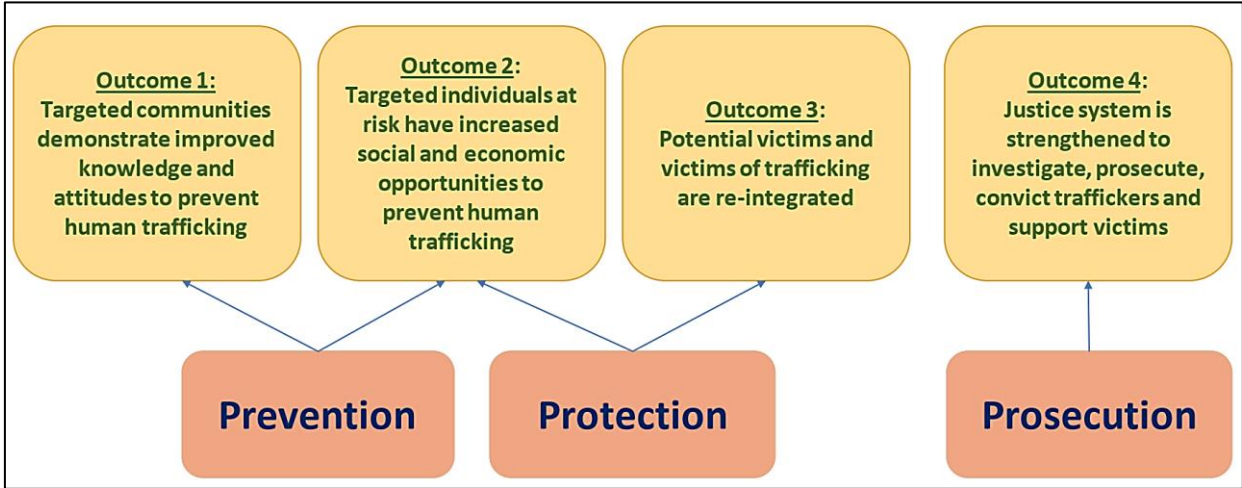 Outcome 1:
Targeted communities
demonstrate improved
knowledge and
attitudes to prevent
human trafficking
Outcome 2:
Targeted individuals at
risk have increased
social and economic
opportunities to
prevent human
trafficking
Outcome 3:
Potential victims and
victims of trafficking
are re-integrated
Outcome 4:
Justice system is
strengthened to
investigate, prosecute,
convict traffickers and
support victims
Prevention
Protection
Prosecution